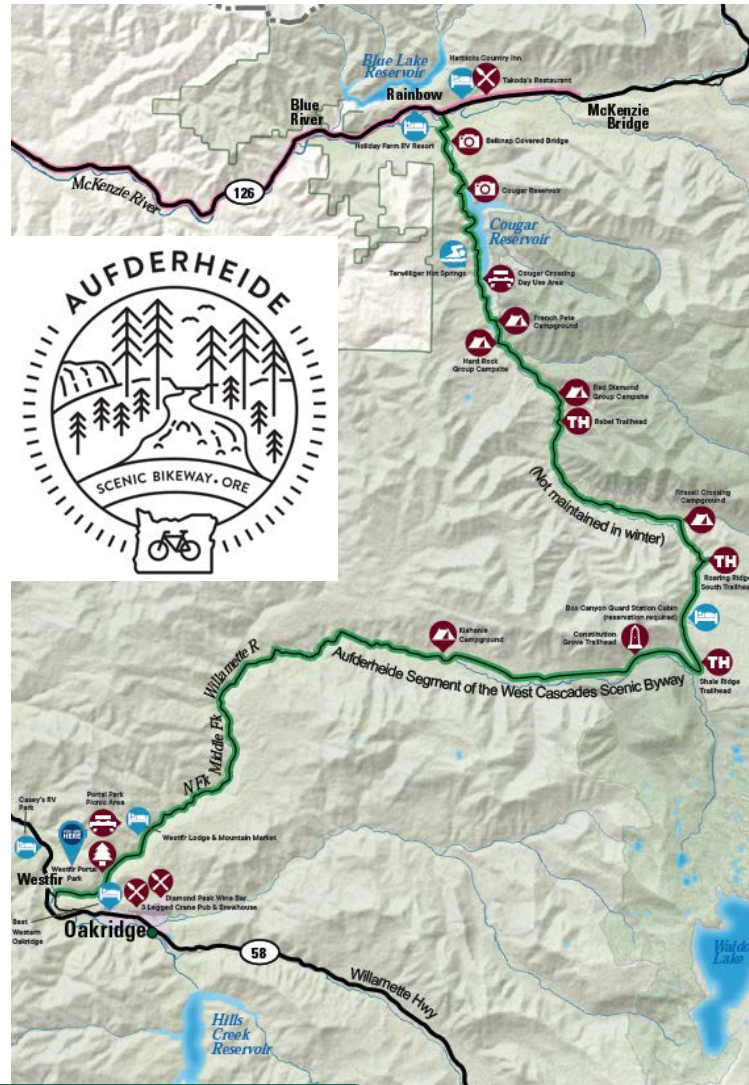 Blue Lake
Reservoir
Harbicks Country Inn
Takoda's Restaurant
Rainbow
Blue
River
McKenzie
Bridge
Holiday Farm RV Resort
Belknap Covered Bridge
McKenzie River
126
Cougar Reservoir
Cougar
Reservoir
Terwilliger Hot Springs
Cougar Crossing
Day Use Area
French Pete
Campground
Hard Rock
Group Campsite
Red Diamond
Group Campsite
TH
Rebel Trailhead
(Not maintained in winter)
Frissell Crossing
Campground
TH
Roaring Ridge
South Trailhead
Box Canyon Guard Station Cabin
(reservation required)
Constitution
Grove Trailhead
TH
Shale Ridge
Trailhead
Kiahanie
Campground
Aufderheide Segment of the West Cascades Scenic Byway
N Fk Middle Fk Willamette R
AUFDERHEIDE
SCENIC BIKEWAY • ORE
Portal Park
Picnic Area
Casey's RV
Park
YOU ARE
HERE
Westfir Lodge & Mountain Market
Westfir Portal
Park
Westfir
Diamond Peak Wine Bar
3 Legged Crane Pub & Brewhouse
Best
Western
Oakridge
Oakridge
58
Willamette Hwy
Waldo
Lake
Hills
Creek
Reservoir